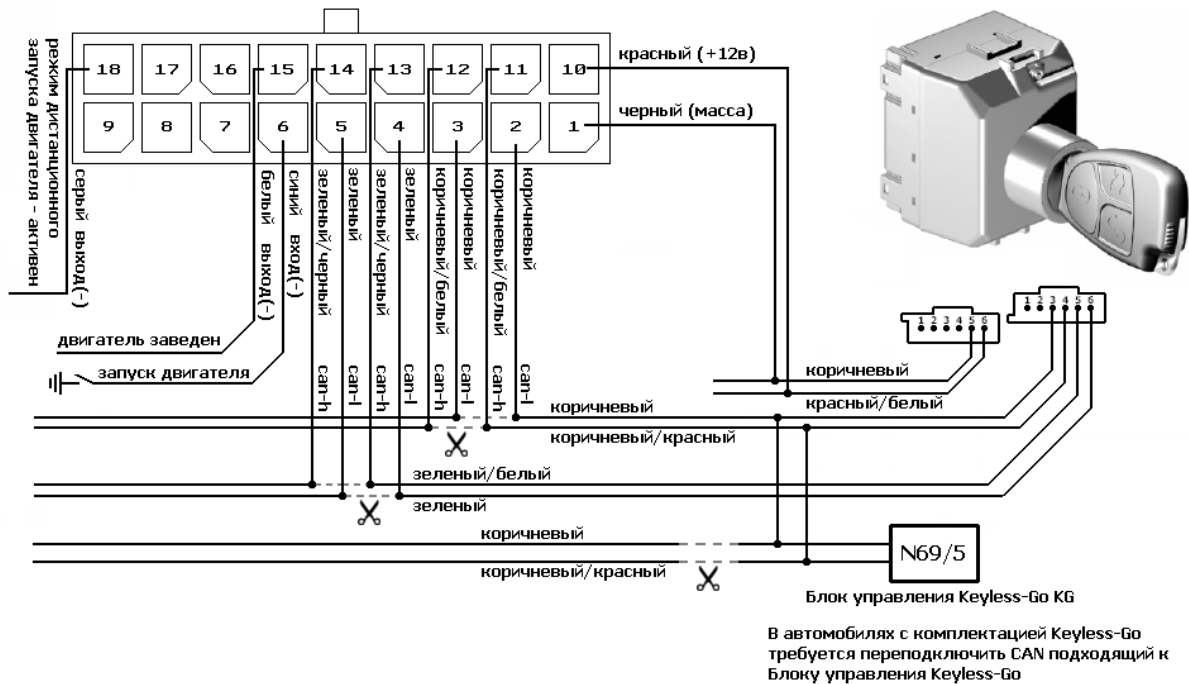 режим дистанционного
запуска двигателя - активен
18 17 16 15 14 13 12 11 10
9 8 7 6 5 4 3 2 1
красный (+12в)
черный (масса)
серый выход(-)
белый выход(-)
синий вход(-)
зеленый/черный
зеленый
зеленый/черный
зеленый
коричневый/белый
коричневый
коричневый/белый
коричневый
can-h
can-l
can-h
can-l
can-h
can-l
can-h
can-l
двигатель заведен
запуск двигателя
1 2 3 4 5 6
1 2 3 4 5 6
коричневый
красный/белый
коричневый
коричневый/красный
зеленый/белый
зеленый
коричневый
коричневый/красный
N69/5
Блок управления Keyless-Go KG
В автомобилях с комплектацией Keyless-Go
требуется переподключить CAN подходящий к
Блоку управления Keyless-Go